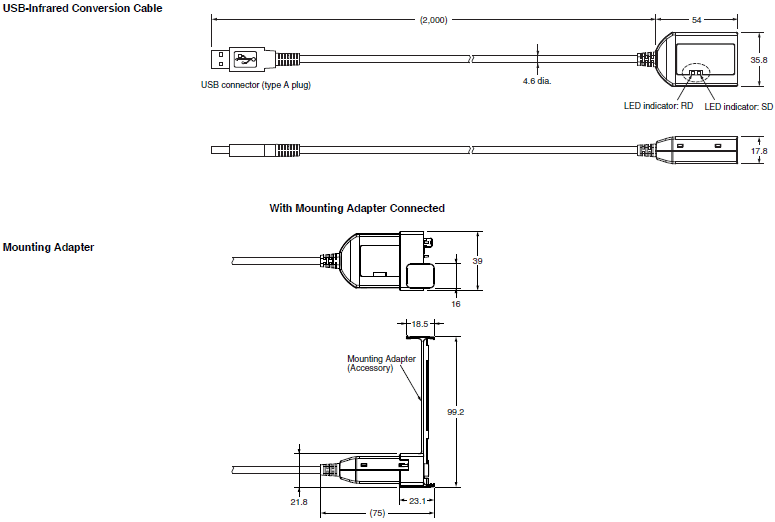 USB-Infrared Conversion Cable
(2,000)
54
35.8
USB connector (type A plug)
4.6 dia.
LED indicator: RD
LED indicator: SD
17.8
With Mounting Adapter Connected
Mounting Adapter
39
16
18.5
Mounting Adapter
(Accessory)
99.2
21.8
23.1
(75)